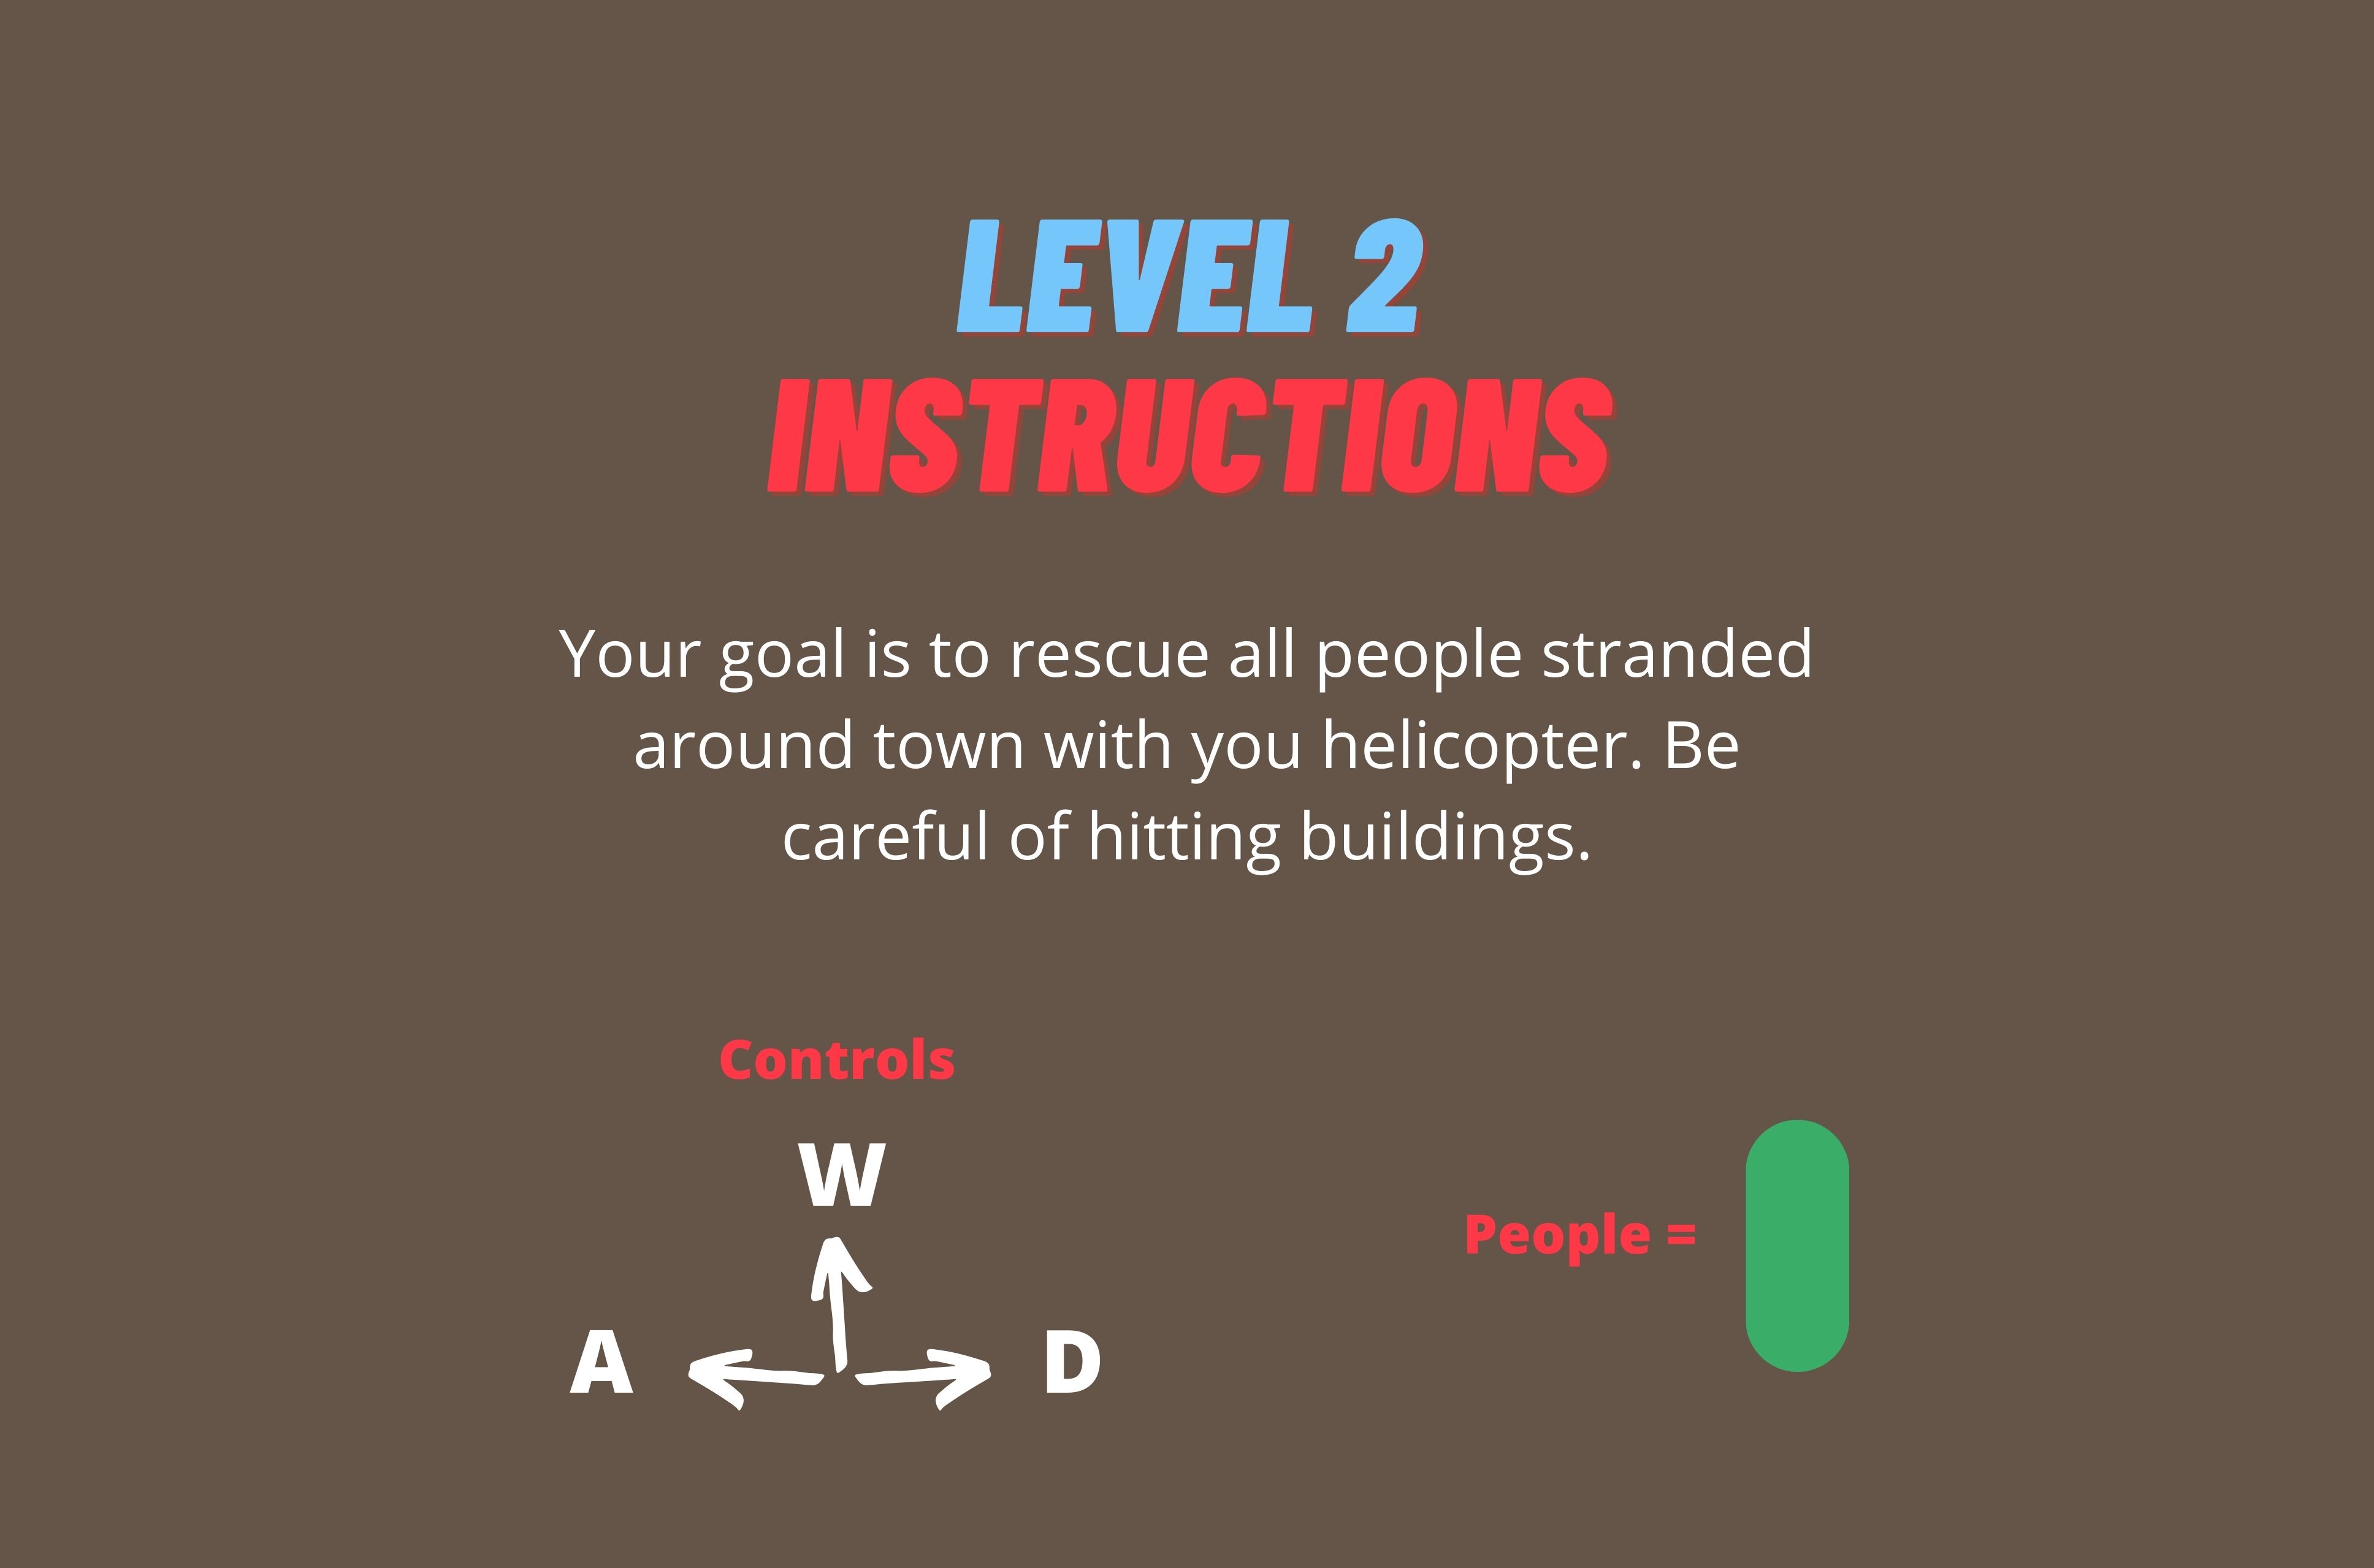 LEVEL 2
INSTRUCTIONS
Your goal is to rescue all people stranded
around town with you helicopter. Be
careful of hitting buildings.
Controls
W
A
D
People =